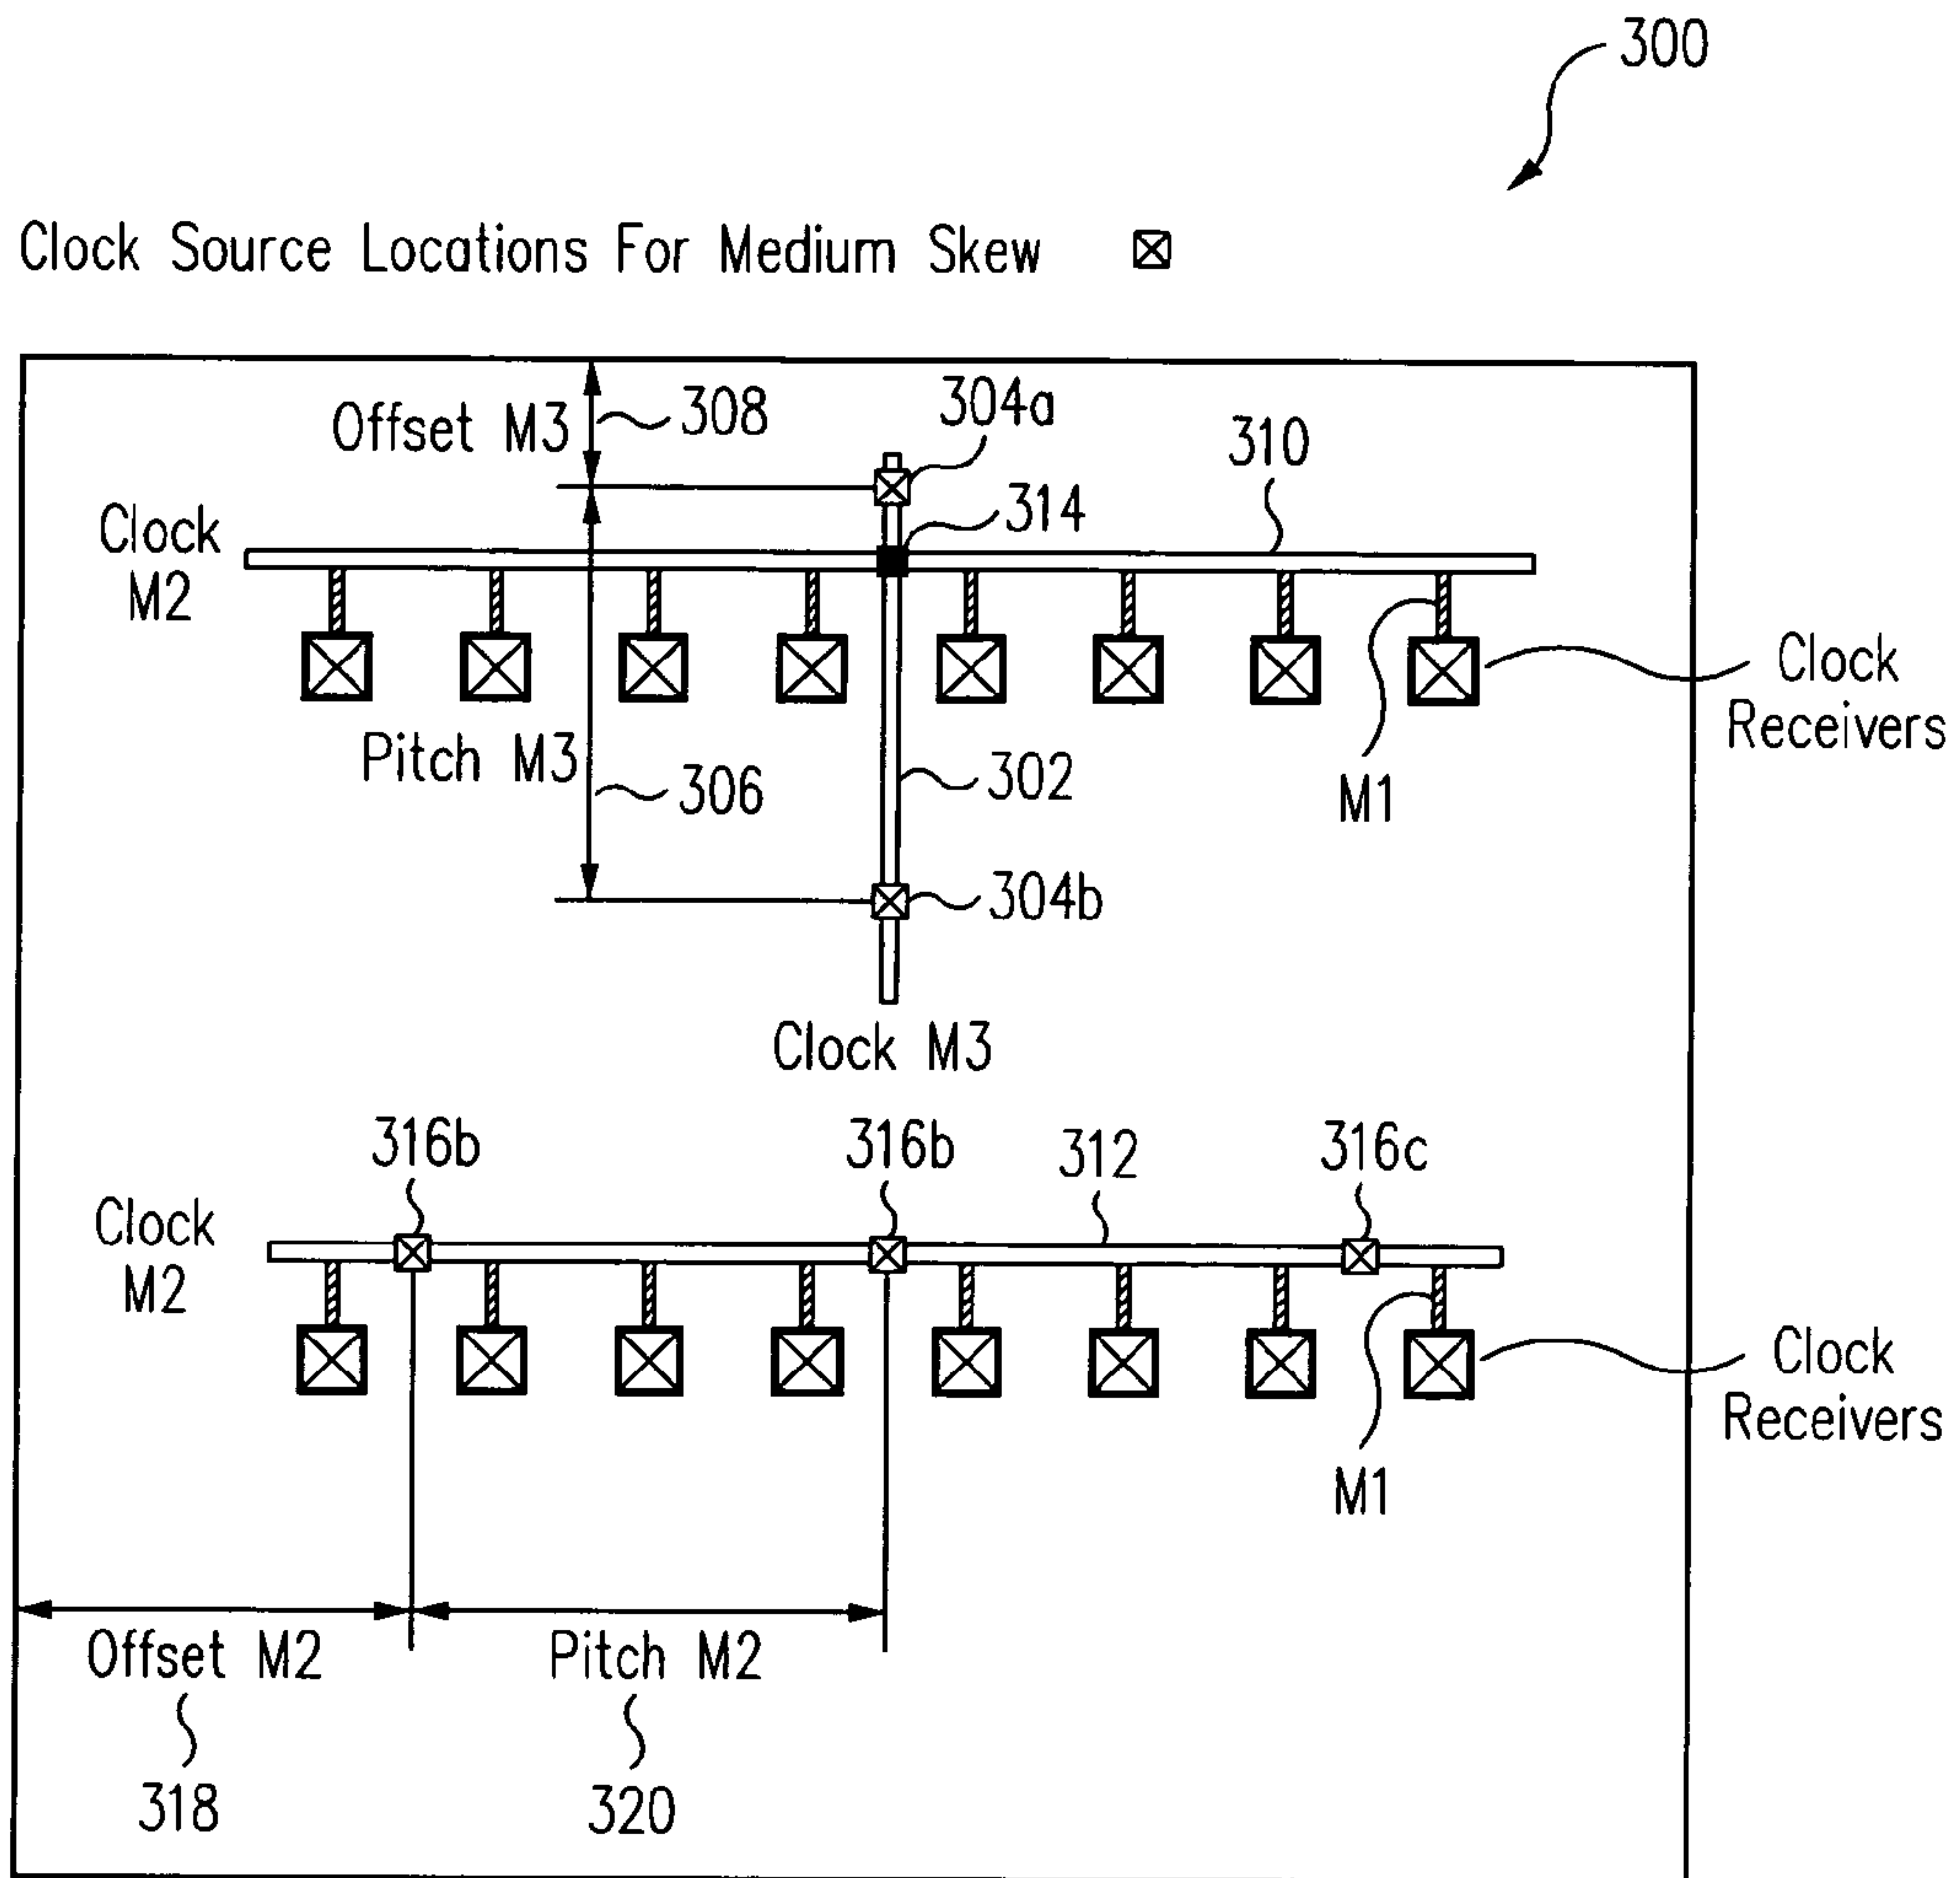 300
Clock Source Locations For Medium Skew
Offset M3
308
304a
310
314
Clock
M2
Clock
Receivers
Pitch M3
306
302
M1
304b
Clock M3
316b
316b
312
316c
Clock
M2
Clock
Receivers
M1
Offset M2
Pitch M2
318
320